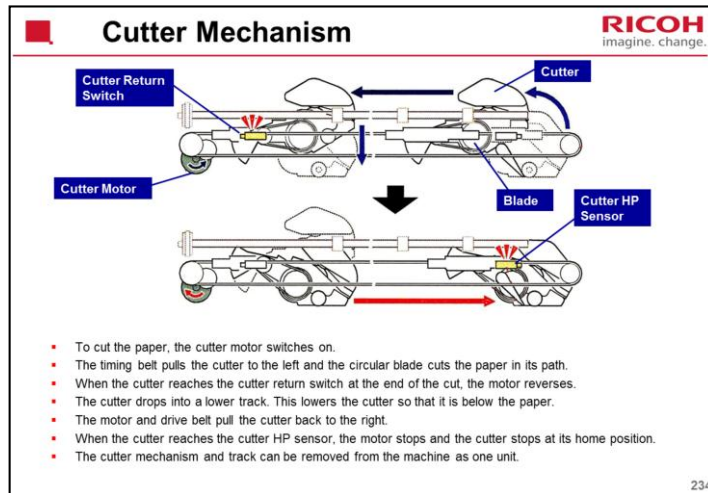 Cutter Mechanism
RICOH
imagine. change.
Cutter Return
Switch
Cutter
Cutter Motor
Blade
Cutter HP
Sensor
▪ To cut the paper, the cutter motor switches on.
▪ The timing belt pulls the cutter to the left and the circular blade cuts the paper in its path.
▪ When the cutter reaches the cutter return switch at the end of the cut, the motor reverses.
▪ The cutter drops into a lower track. This lowers the cutter so that it is below the paper.
▪ The motor and drive belt pull the cutter back to the right.
▪ When the cutter reaches the cutter HP sensor, the motor stops and the cutter stops at its home position.
▪ The cutter mechanism and track can be removed from the machine as one unit.
234